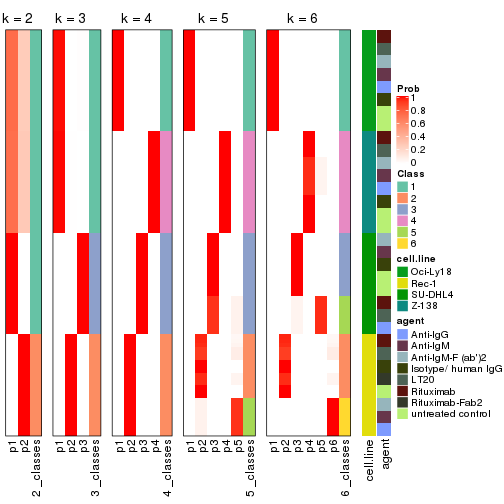 k = 2
k = 3
k = 4
k = 5
k = 6
p1
p2
2_classes
p1
p2
p3
3_classes
p1
p2
p3
p4
4_classes
p1
p2
p3
p4
p5
5_classes
p1
p2
p3
p4
p5
p6
6_classes
cell.line
agent
Prob
1
0.8
0.6
0.4
0.2
0
Class
1
2
3
4
5
6
cell.line
Oci-Ly18
Rec-1
SU-DHL4
Z-138
agent
Anti-IgG
Anti-IgM
Anti-IgM-F (ab')2
Isotype/ human IgG
LT20
Rituximab
Rituximab-Fab2
untreated control